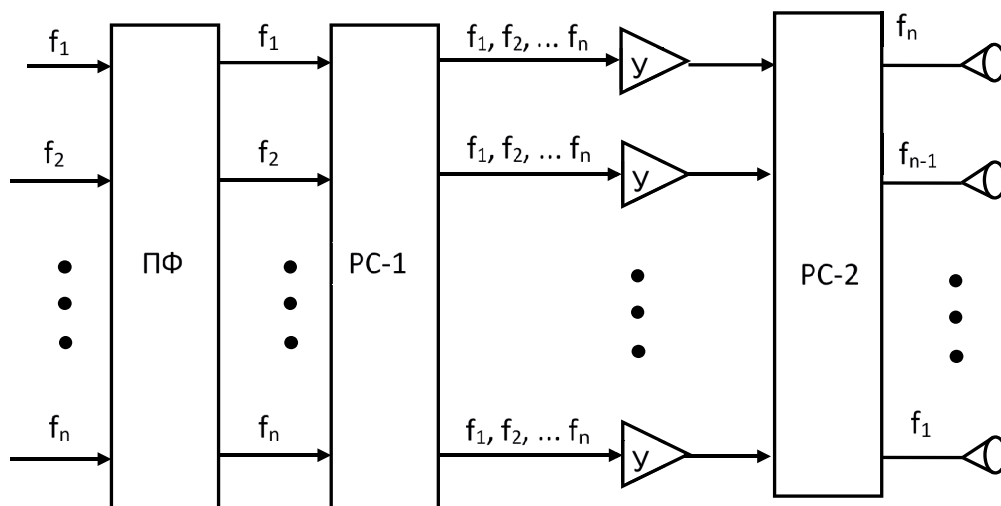 f₁ f₁ f₁, f₂, ... fₙ У fₙ
f₂ f₂ f₁, f₂, ... fₙ У fₙ₋₁
ПФ РС-1 РС-2
fₙ fₙ f₁, f₂, ... fₙ У f₁